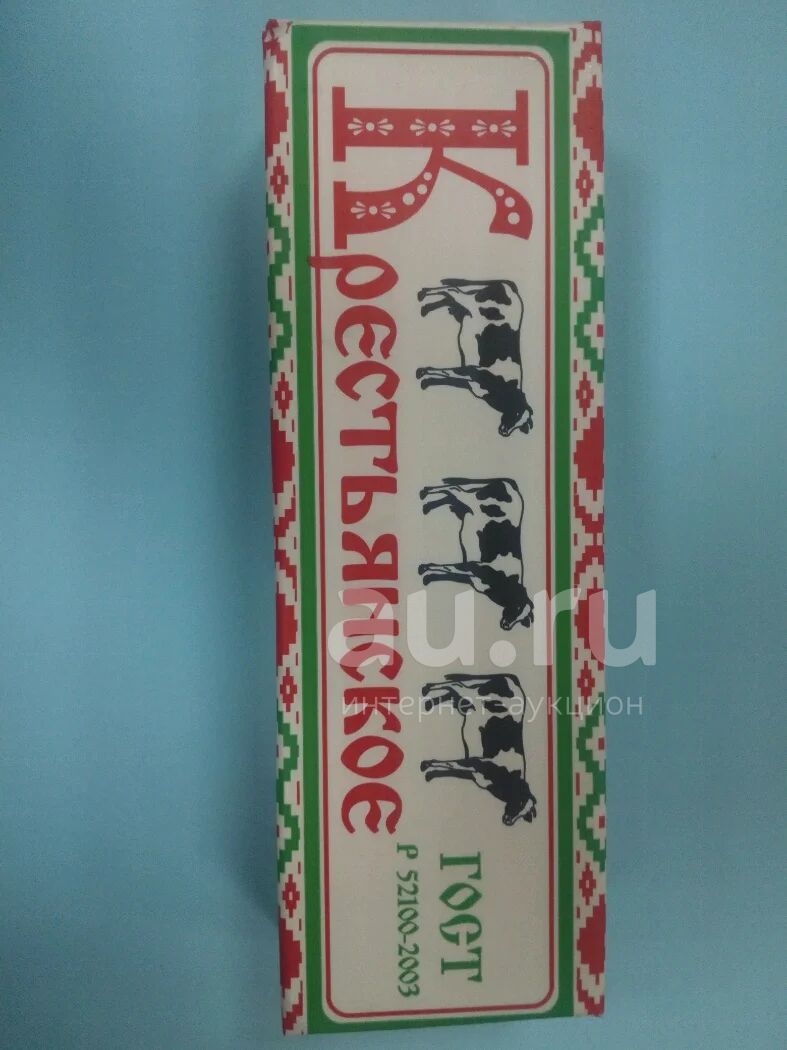 Крестьянское
ГОСТ
Р 52100-2003
au.ru
интернет-аукцион